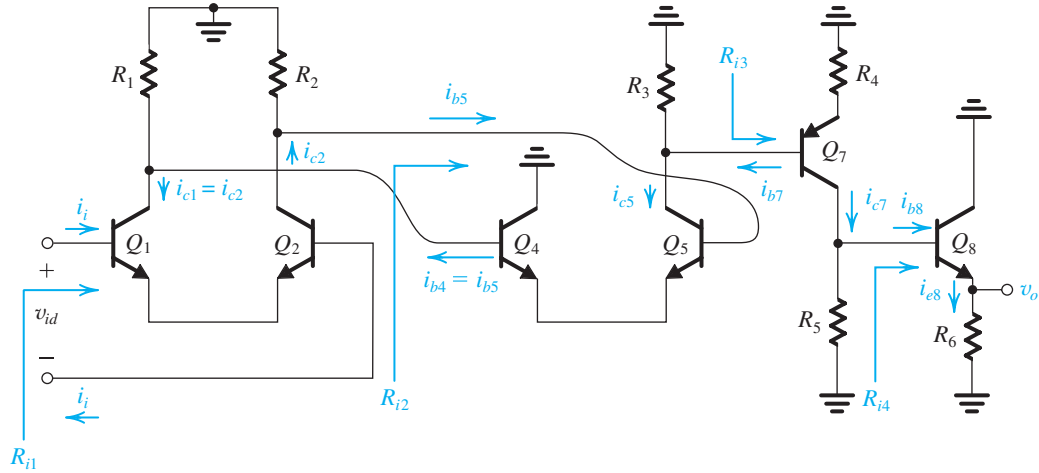 R1
R2
R3
R4
Ri3
ib5
ic2
Q7
ic1 = ic2
Ri2
ib7
ic5
ic7
ib8
ii
Q1
Q2
Q4
Q5
Q8
+
ib4 = ib5
ie8
vo
vid
R5
R6
−
ii
Ri2
Ri4
Ri1